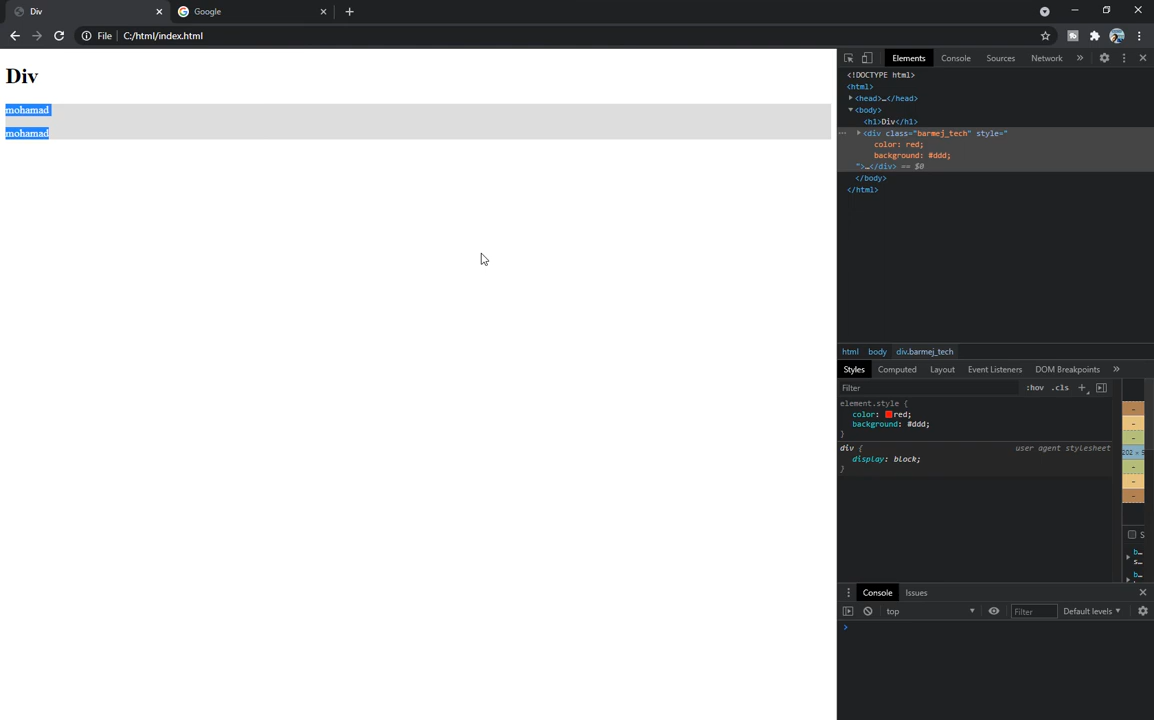 Div
Google
File
C:/html/index.html
Div
mohamad
mohamad
Elements
Console
Sources
Network
»
<!DOCTYPE html>
<html>
<head>…</head>
<body>
<h1>Div</h1>
<div class="barmej_tech" style="
color: red;
background: #ddd;
">…</div> == $0
</body>
</html>
html
body
div.barmej_tech
Styles
Computed
Layout
Event Listeners
DOM Breakpoints
»
Filter
:hov
.cls
element.style {
color: red;
background: #ddd;
}
div {
user agent stylesheet
display: block;
}
-
-
-
-
-
-
S
b…
s…
b…
Console
Issues
top
Filter
Default levels